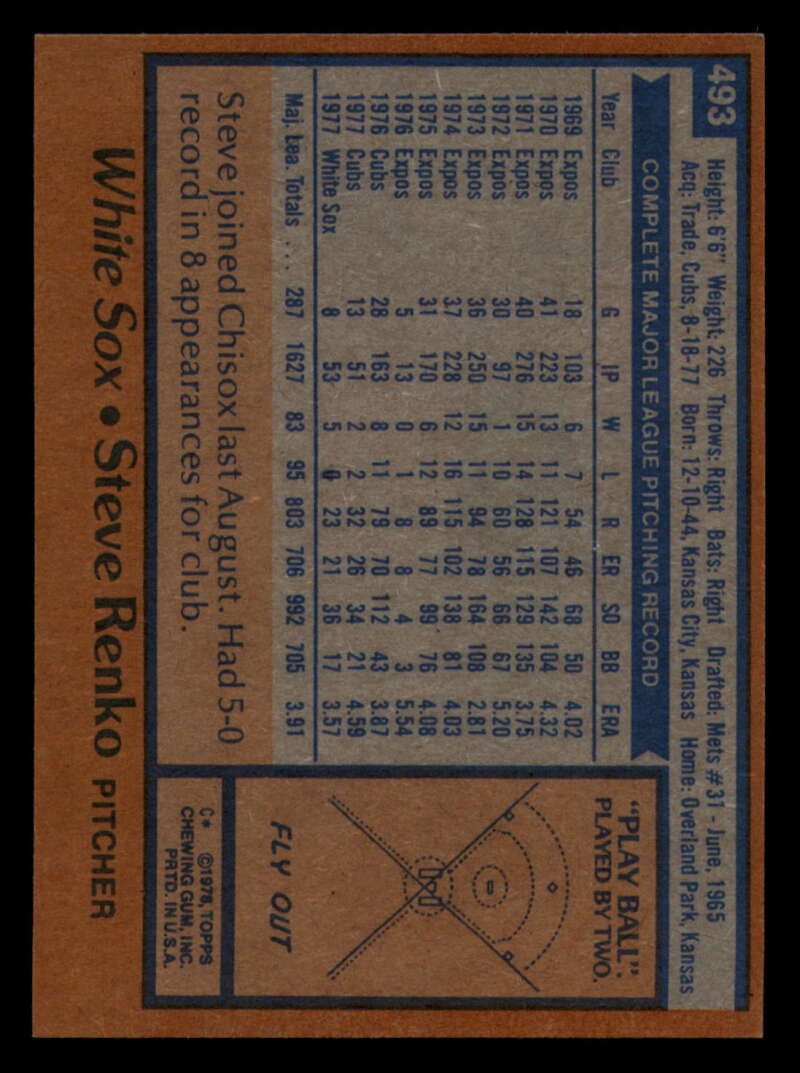 493
Height: 6'6" Weight: 226 Throws: Right Bats: Right Drafted: Mets #31 - June, 1965
Acq: Trade, Cubs, 8-18-77 Born: 12-10-44, Kansas City, Kansas Home: Overland Park, Kansas
COMPLETE MAJOR LEAGUE PITCHING RECORD
Year Club G IP W L R ER SO BB ERA
1969 Expos 18 103 6 7 54 46 68 50 4.02
1970 Expos 41 223 13 11 121 107 142 104 4.32
1971 Expos 40 276 15 14 128 115 129 135 3.75
1972 Expos 30 97 1 10 60 56 66 67 5.20
1973 Expos 36 250 15 11 94 78 164 108 2.81
1974 Expos 37 228 12 16 115 102 138 81 4.03
1975 Expos 31 170 6 12 89 77 99 76 4.08
1976 Expos 5 13 0 1 8 8 4 3 5.54
1976 Cubs 28 163 8 11 79 70 112 43 3.87
1977 Cubs 13 51 2 2 32 26 34 21 4.59
1977 White Sox 8 53 5 0 23 21 36 17 3.57
Maj. Lea. Totals ... 287 1627 83 95 803 706 992 705 3.91
Steve joined Chisox last August. Had 5-0
record in 8 appearances for club.
"PLAY BALL":
PLAYED BY TWO.
FLY OUT
C* ©1978, TOPPS
CHEWING GUM, INC.
PRTD. IN U.S.A.
White Sox • Steve Renko PITCHER